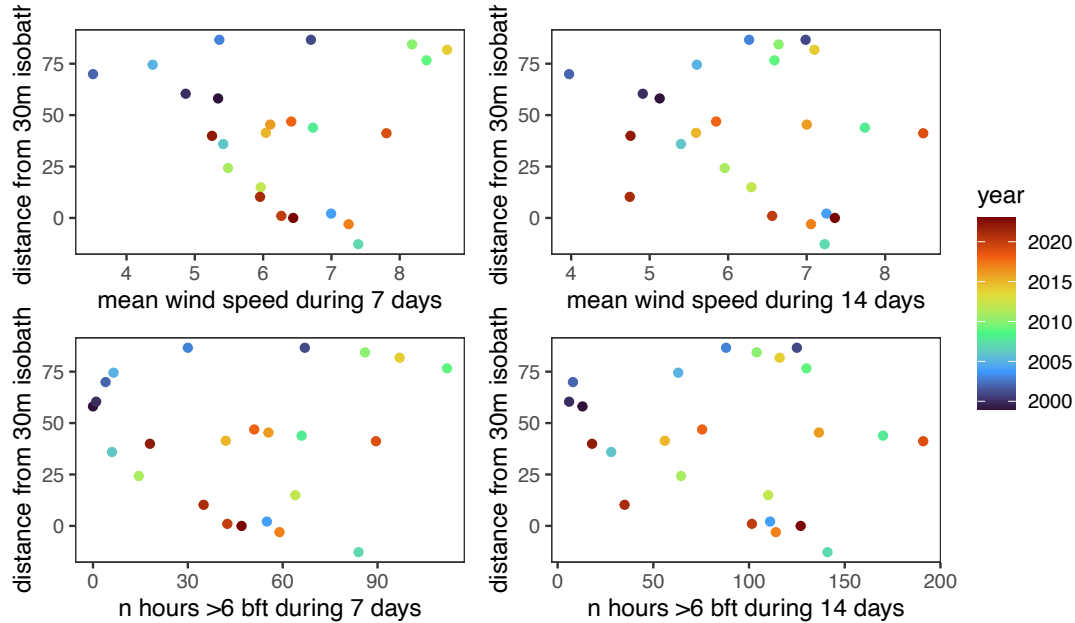 distance from 30m isobath
75
50
25
0
4 5 6 7 8
mean wind speed during 7 days
distance from 30m isobath
75
50
25
0
4 5 6 7 8
mean wind speed during 14 days
distance from 30m isobath
75
50
25
0
0 30 60 90
n hours >6 bft during 7 days
distance from 30m isobath
75
50
25
0
0 50 100 150 200
n hours >6 bft during 14 days
year
2020
2015
2010
2005
2000